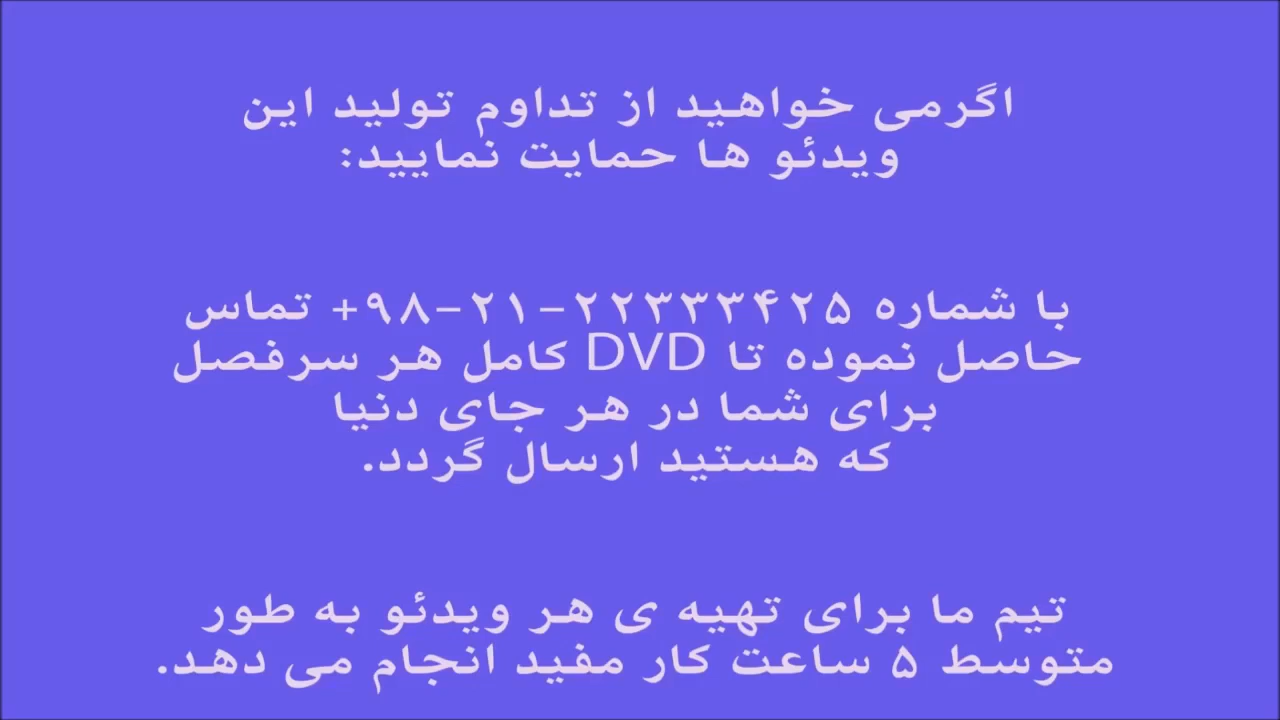 اگرمی خواهید از تداوم تولید این
ویدئو ها حمایت نمایید:
با شماره ۲۲۳۳۳۴۲۵-۲۱-۹۸+ تماس
حاصل نموده تا DVD کامل هر سرفصل
برای شما در هر جای دنیا
که هستید ارسال گردد.
تیم ما برای تهیه ی هر ویدئو به طور
متوسط ۵ ساعت کار مفید انجام می دهد.